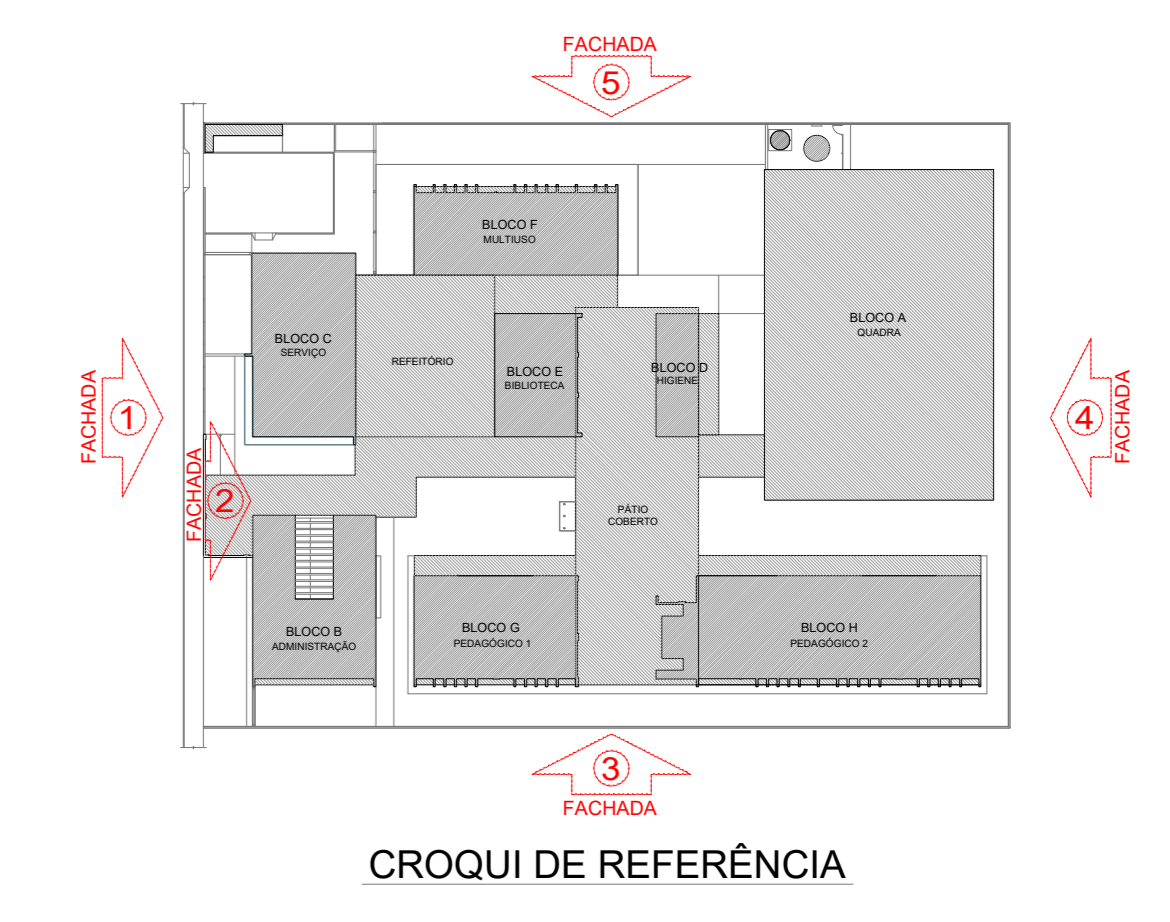 FACHADA
5
BLOCO F
MULTIUSO
BLOCO A
QUADRA
BLOCO C
SERVIÇO
REFEITÓRIO
BLOCO E
BIBLIOTECA
BLOCO D
HIGIENE
FACHADA
1
FACHADA
4
FACHADA
2
PÁTIO
COBERTO
BLOCO B
ADMINISTRAÇÃO
BLOCO G
PEDAGÓGICO 1
BLOCO H
PEDAGÓGICO 2
3
FACHADA
CROQUI DE REFERÊNCIA